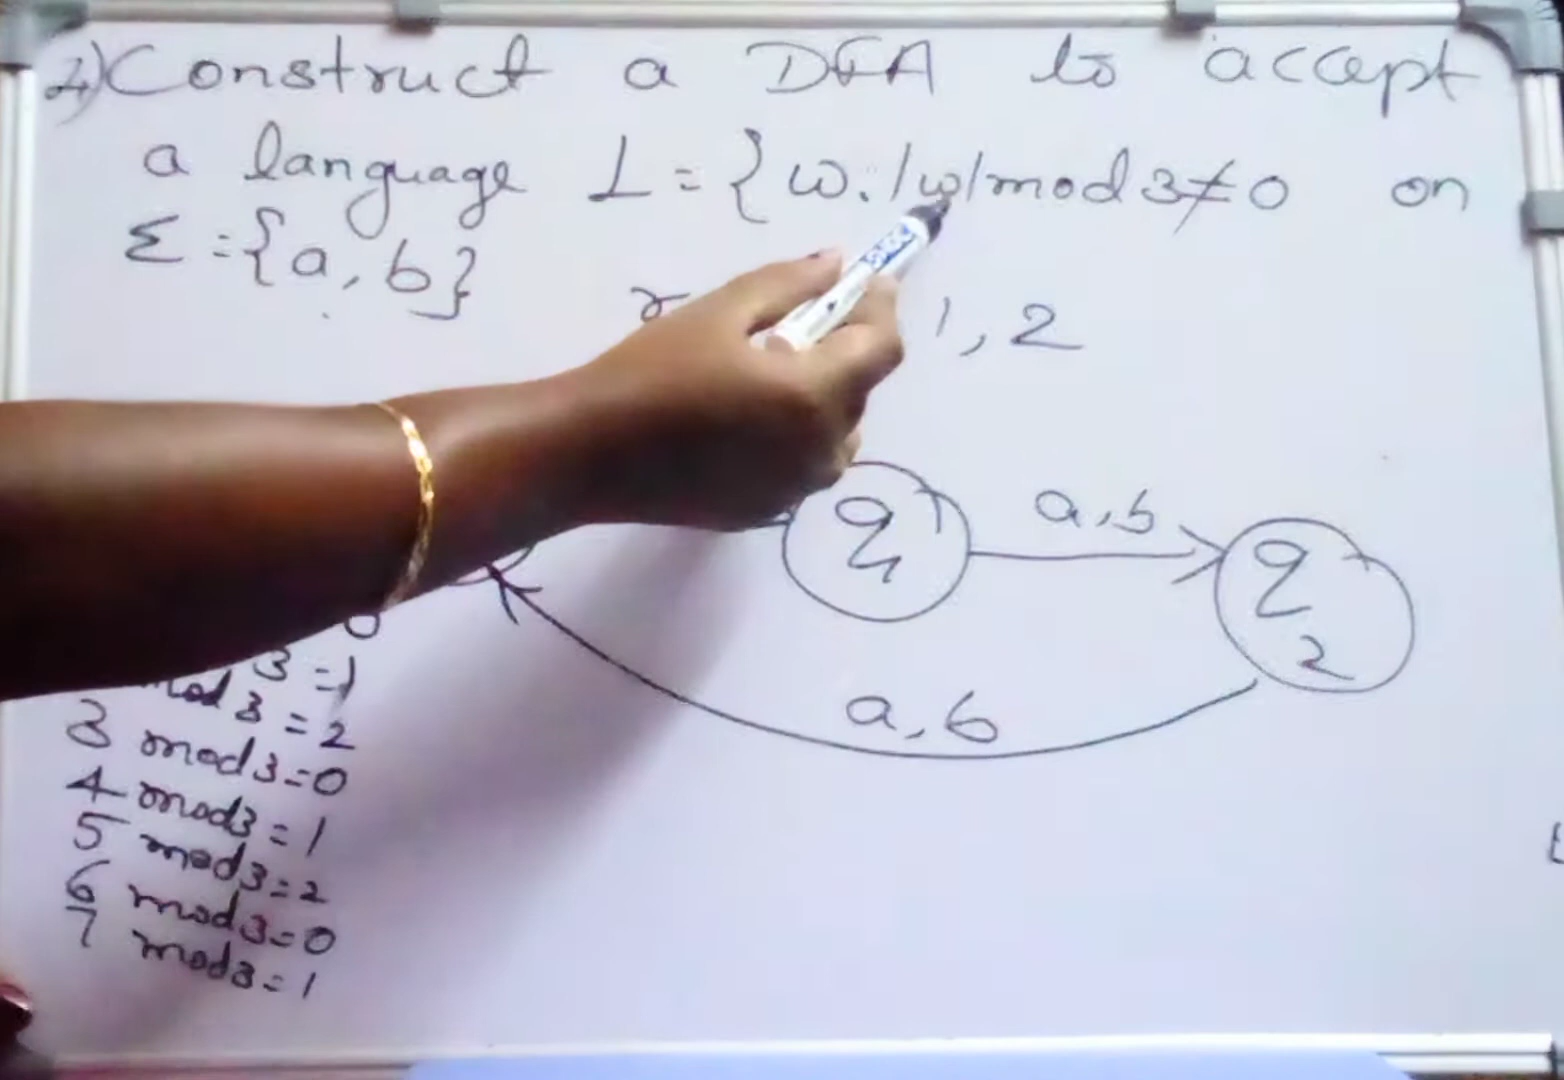 Construct a DFA to accept
a language L = { w : |w| mod 3 ≠ 0 on
Σ = {a, b}
1, 2
q1 a, b q2
a, b
0
3 = 1
mod 3 = 2
3 mod 3 = 0
4 mod 3 = 1
5 mod 3 = 2
6 mod 3 = 0
7 mod 3 = 1